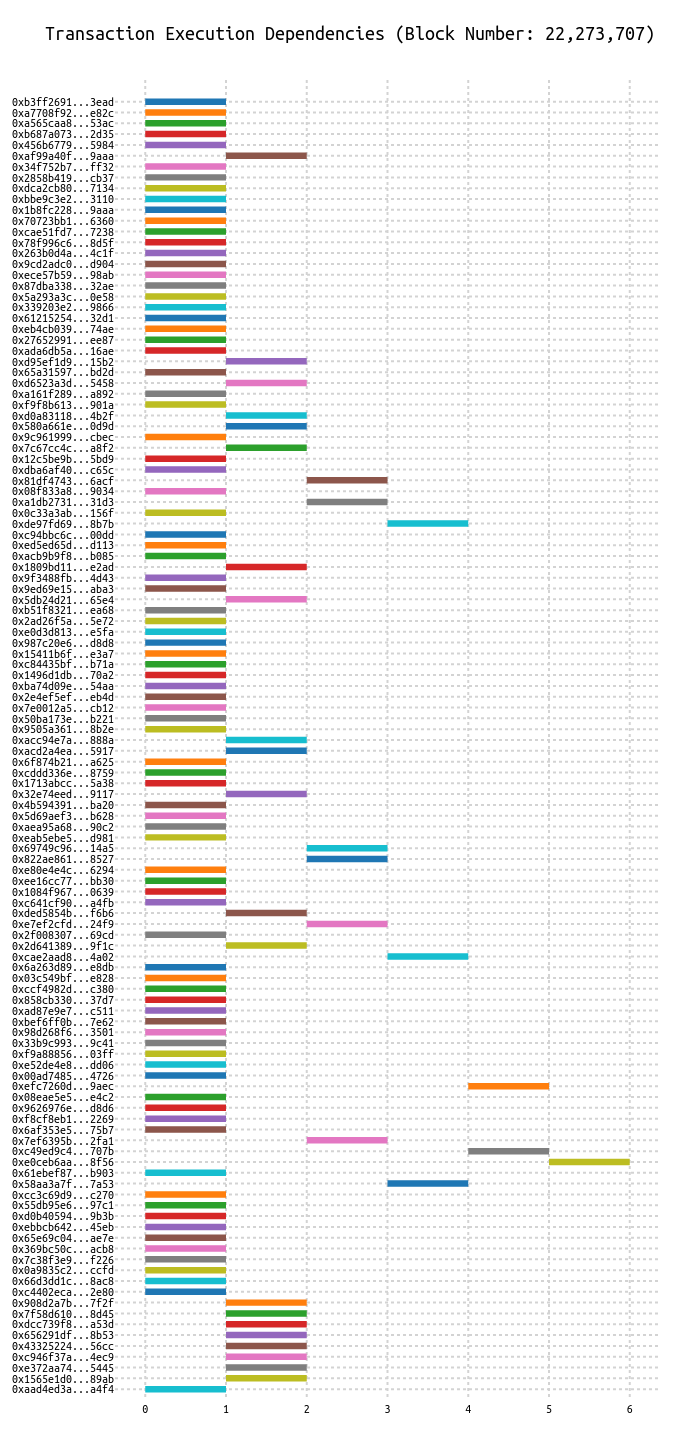 Transaction Execution Dependencies (Block Number: 22,273,707)
0xb3ff2691...3ead
0xa7708f92...e82c
0xa565caa8...53ac
0xb687a073...2d35
0x456b6779...5984
0xaf99a40f...9aaa
0x34f752b7...ff32
0x2858b419...cb37
0xdca2cb80...7134
0xbbe9c3e2...3110
0x1b8fc228...9aaa
0x70723bb1...6360
0xcae51fd7...7238
0x78f996c6...8d5f
0x263b0d4a...4c1f
0x9cd2adc0...d904
0xece57b59...98ab
0x87dba338...32ae
0x5a293a3c...0e58
0x339203e2...9866
0x61215254...32d1
0xeb4cb039...74ae
0x27652991...ee87
0xada6db5a...16ae
0xd95ef1d9...15b2
0x65a31597...bd2d
0xd6523a3d...5458
0xa161f289...a892
0xf9f8b613...901a
0xd0a83118...4b2f
0x580a661e...0d9d
0x9c961999...cbec
0x7c67cc4c...a8f2
0x12c5be9b...5bd9
0xdba6af40...c65c
0x81df4743...6acf
0x08f833a8...9034
0xa1db2731...31d3
0x0c33a3ab...156f
0xde97fd69...8b7b
0xc94bbc6c...00dd
0xed5ed65d...d113
0xacb9b9f8...b085
0x1809bd11...e2ad
0x9f3488fb...4d43
0x9ed69e15...aba3
0x5db24d21...65e4
0xb51f8321...ea68
0x2ad26f5a...5e72
0xe0d3d813...e5fa
0x987c20e6...d8d8
0x15411b6f...e3a7
0xc84435bf...b71a
0x1496d1db...70a2
0xba74d09e...54aa
0x2e4ef5ef...eb4d
0x7e0012a5...cb12
0x50ba173e...b221
0x9505a361...8b2e
0xacc94e7a...888a
0xacd2a4ea...5917
0x6f874b21...a625
0xcddd336e...8759
0x1713abcc...5a38
0x32e74eed...9117
0x4b594391...ba20
0x5d69aef3...b628
0xaea95a68...90c2
0xeab5ebe5...d981
0x69749c96...14a5
0x822ae861...8527
0xe80e4e4c...6294
0xee16cc77...bb30
0x1084f967...0639
0xc641cf90...a4fb
0xded5854b...f6b6
0xe7ef2cfd...24f9
0x2f008307...69cd
0x2d641389...9f1c
0xcae2aad8...4a02
0x6a263d89...e8db
0x03c549bf...e828
0xccf4982d...c380
0x858cb330...37d7
0xad87e9e7...c511
0xbef6ff0b...7e62
0x98d268f6...3501
0x33b9c993...9c41
0xf9a88856...03ff
0xe52de4e8...dd06
0x00ad7485...4726
0xefc7260d...9aec
0x08eae5e5...e4c2
0x9626976e...d8d6
0xf8cf8eb1...2269
0x6af353e5...75b7
0x7ef6395b...2fa1
0xc49ed9c4...707b
0xe0ceb6aa...8f56
0x61ebef87...b903
0x58aa3a7f...7a53
0xcc3c69d9...c270
0x55db95e6...97c1
0xd0b40594...9b3b
0xebbcb642...45eb
0x65e69c04...ae7e
0x369bc50c...acb8
0x7c38f3e9...f226
0x0a9835c2...ccfd
0x66d3dd1c...8ac8
0xc4402eca...2e80
0x908d2a7b...7f2f
0x7f58d610...8d45
0xdcc739f8...a53d
0x656291df...8b53
0x43325224...56cc
0xc946f37a...4ec9
0xe372aa74...5445
0x1565e1d0...89ab
0xaad4ed3a...a4f4
0 1 2 3 4 5 6